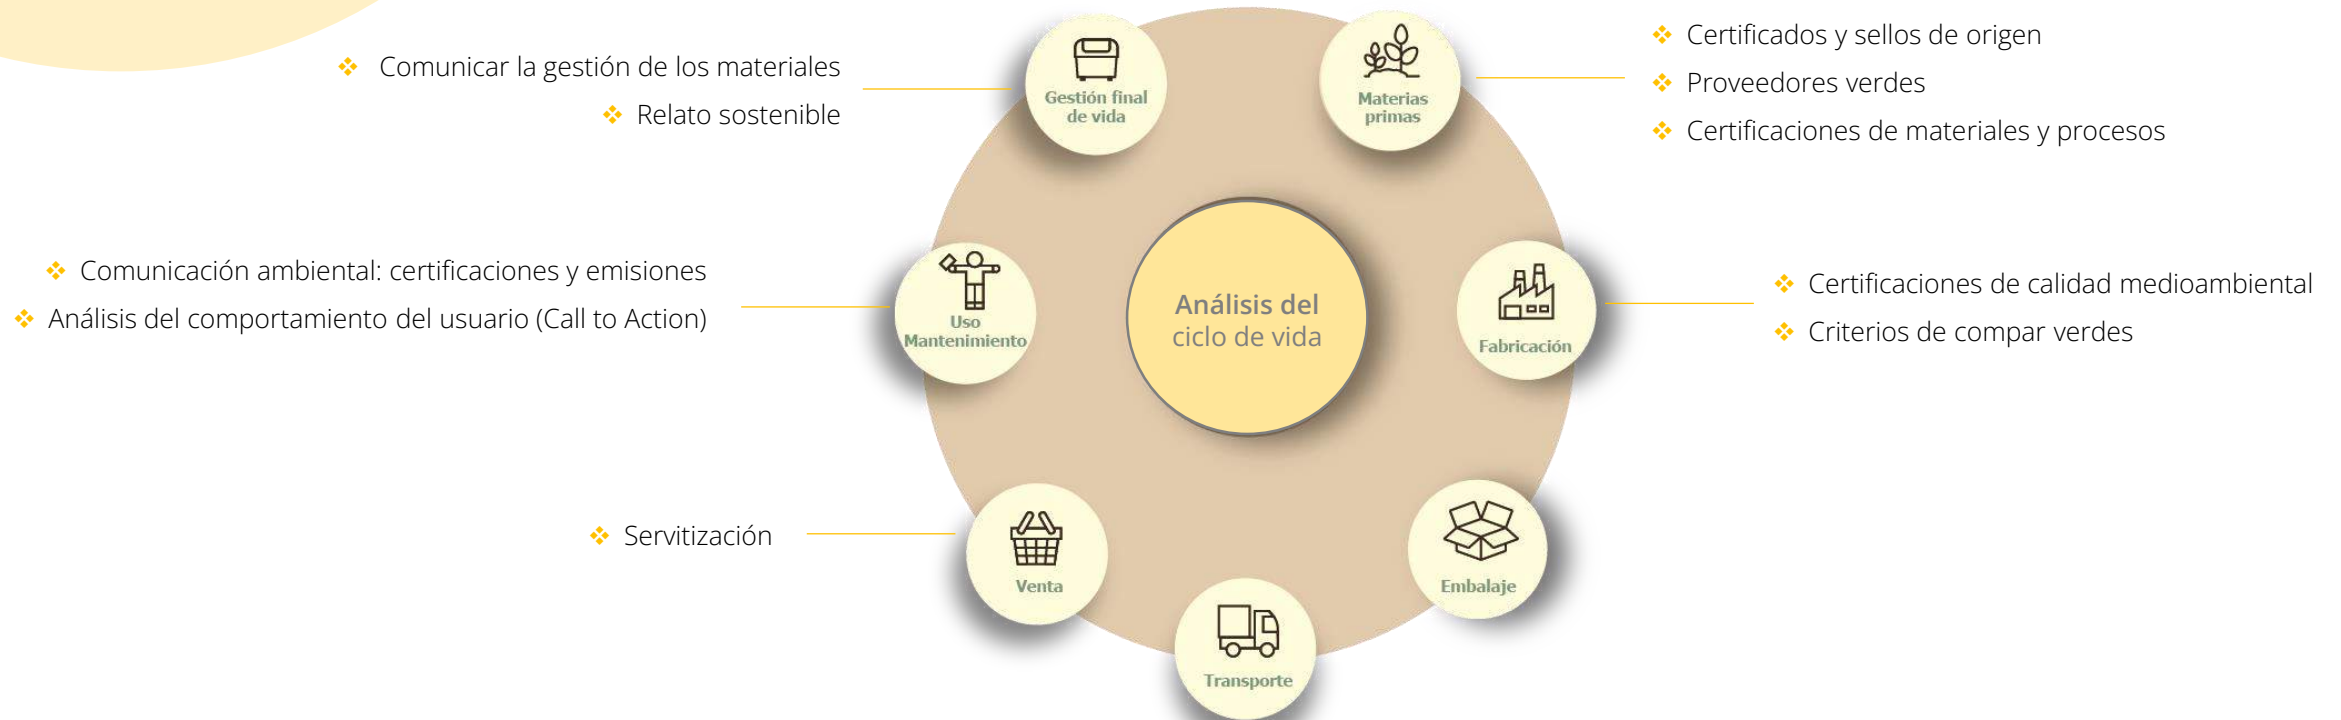 Comunicar la gestión de los materiales
Relato sostenible
Gestión final
de vida
Materias
primas
Certificados y sellos de origen
Proveedores verdes
Certificaciones de materiales y procesos
Comunicación ambiental: certificaciones y emisiones
Análisis del comportamiento del usuario (Call to Action)
Uso
Mantenimiento
Análisis del
ciclo de vida
Fabricación
Certificaciones de calidad medioambiental
Criterios de compar verdes
Servitización
Venta
Embalaje
Transporte